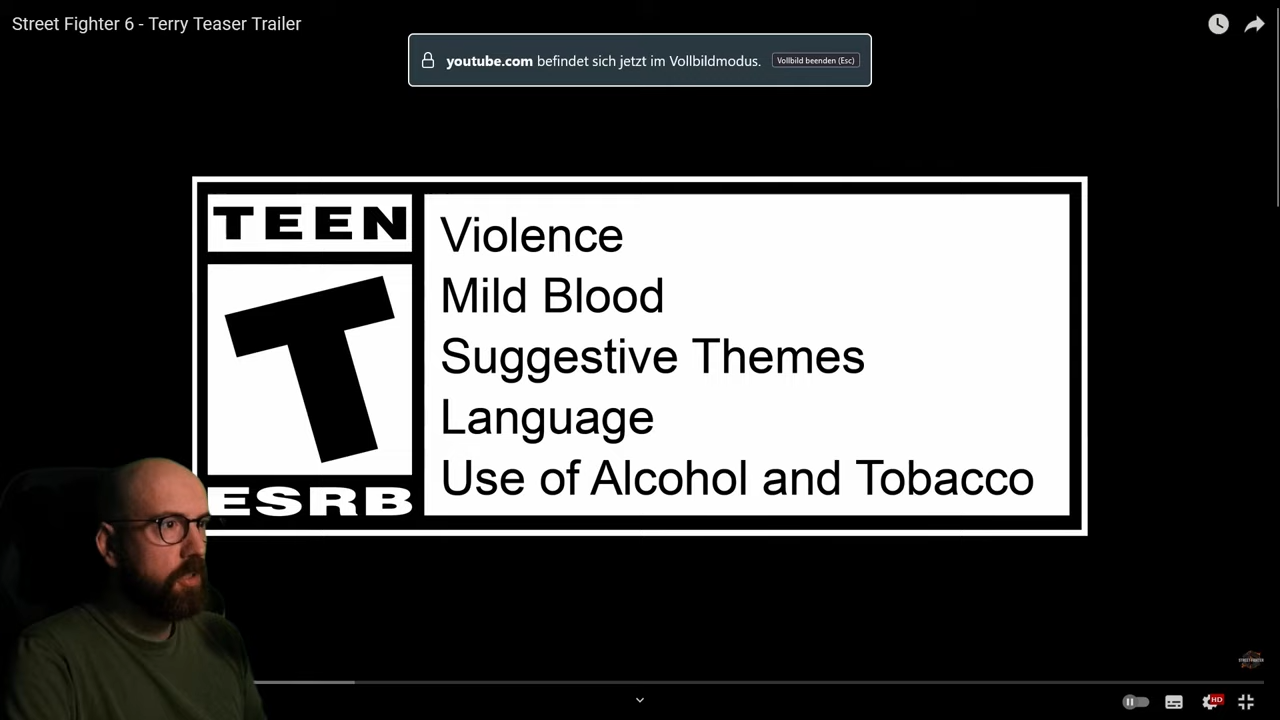 Street Fighter 6 - Terry Teaser Trailer
youtube.com befindet sich jetzt im Vollbildmodus. Vollbild beenden (Esc)
TEEN
T
ESRB
Violence
Mild Blood
Suggestive Themes
Language
Use of Alcohol and Tobacco
HD